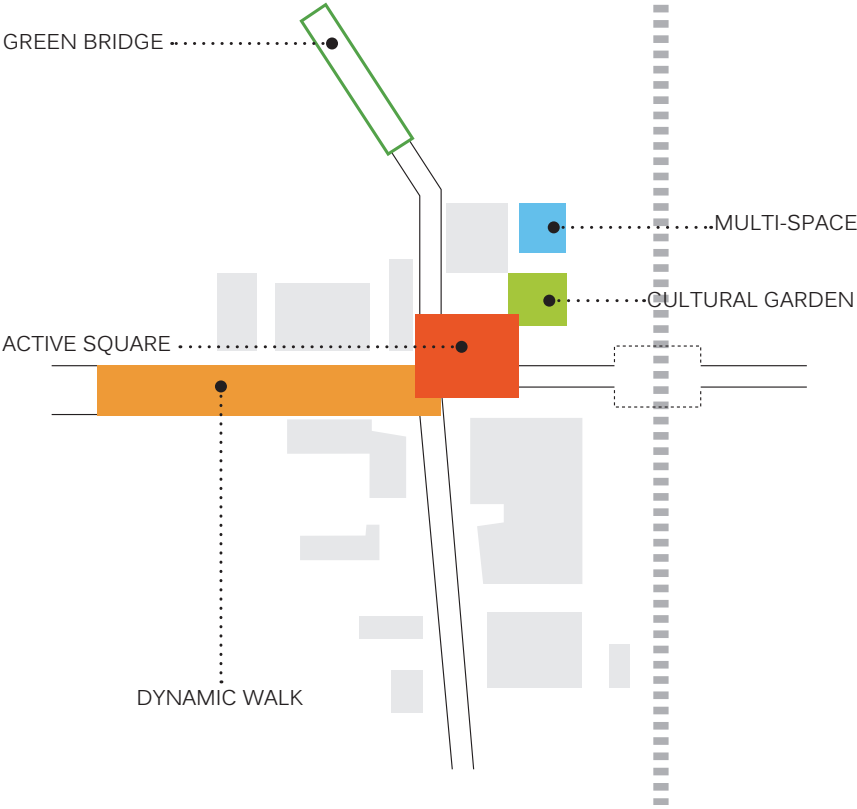 GREEN BRIDGE
MULTI-SPACE
CULTURAL GARDEN
ACTIVE SQUARE
DYNAMIC WALK